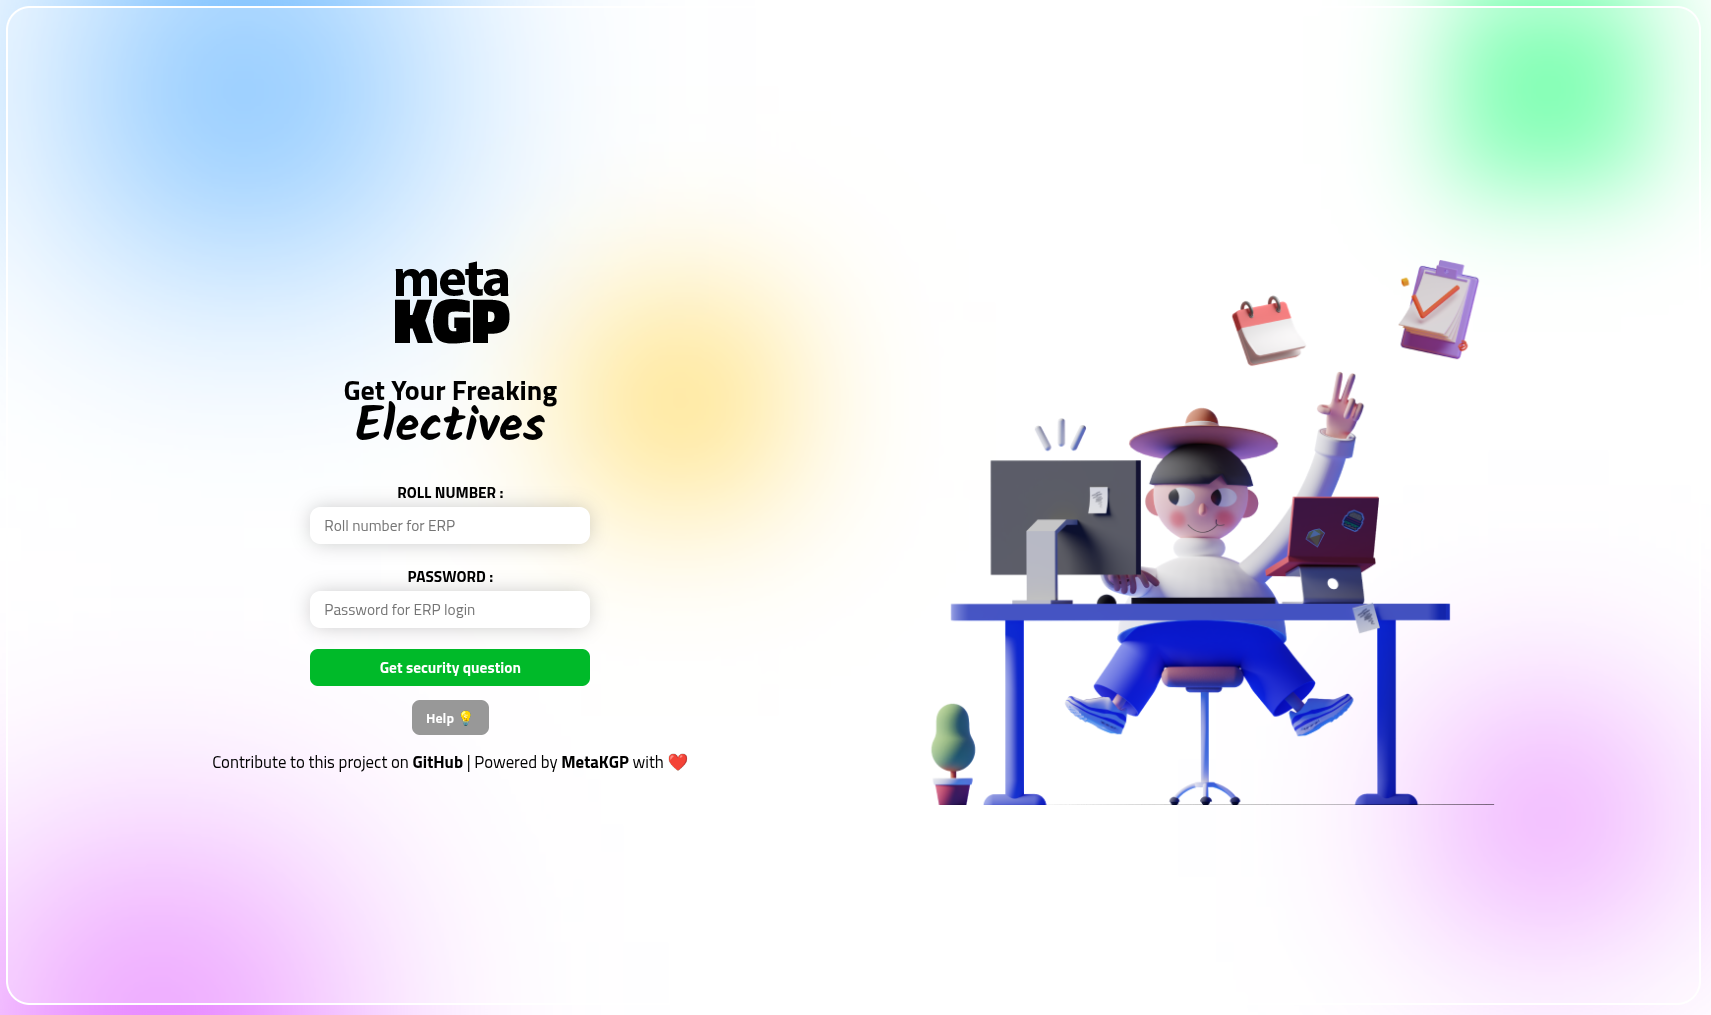 meta
KGP
Get Your Freaking
Electives
ROLL NUMBER :
Roll number for ERP
PASSWORD :
Password for ERP login
Get security question
Help 💡
Contribute to this project on GitHub | Powered by MetaKGP with ❤️